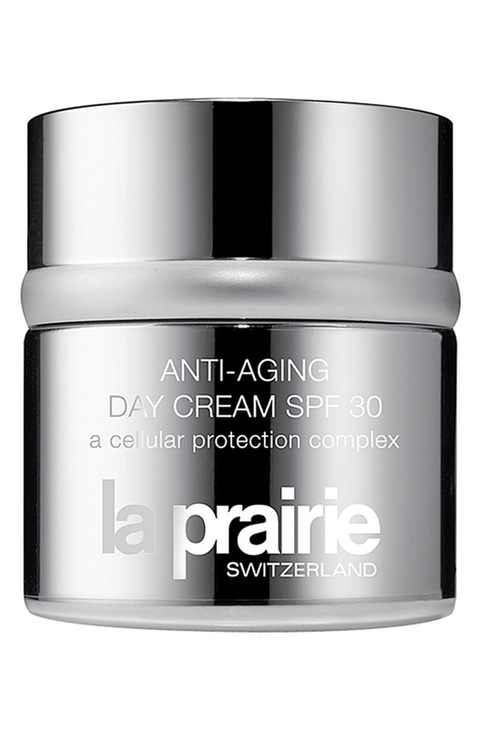 ANTI-AGING
DAY CREAM SPF 30
a cellular protection complex
la prairie
SWITZERLAND